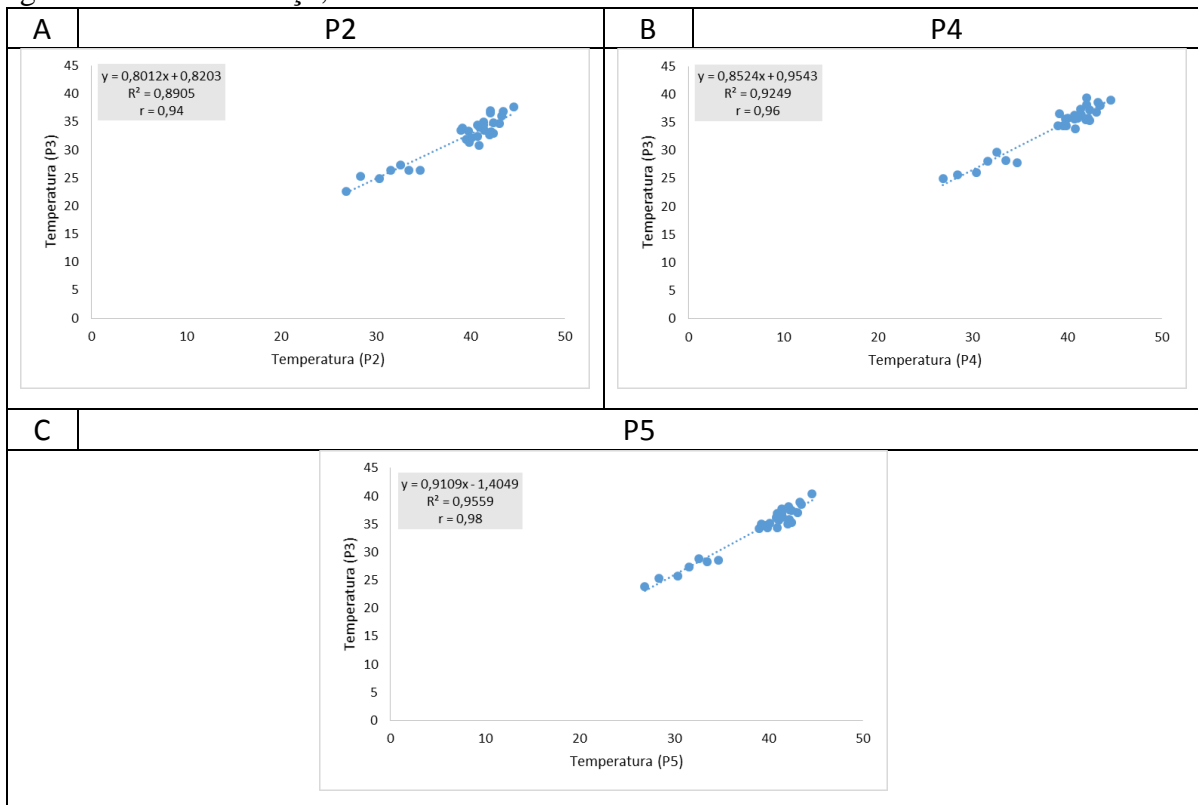 A
P2
B
P4
y = 0,8012x + 0,8203
R² = 0,8905
r = 0,94
45
40
35
30
25
20
15
10
5
0
Temperatura (P3)
0 10 20 30 40 50
Temperatura (P2)
y = 0,8524x + 0,9543
R² = 0,9249
r = 0,96
45
40
35
30
25
20
15
10
5
0
Temperatura (P3)
0 10 20 30 40 50
Temperatura (P4)
C
P5
y = 0,9109x - 1,4049
R² = 0,9559
r = 0,98
45
40
35
30
25
20
15
10
5
0
Temperatura (P3)
0 10 20 30 40 50
Temperatura (P5)